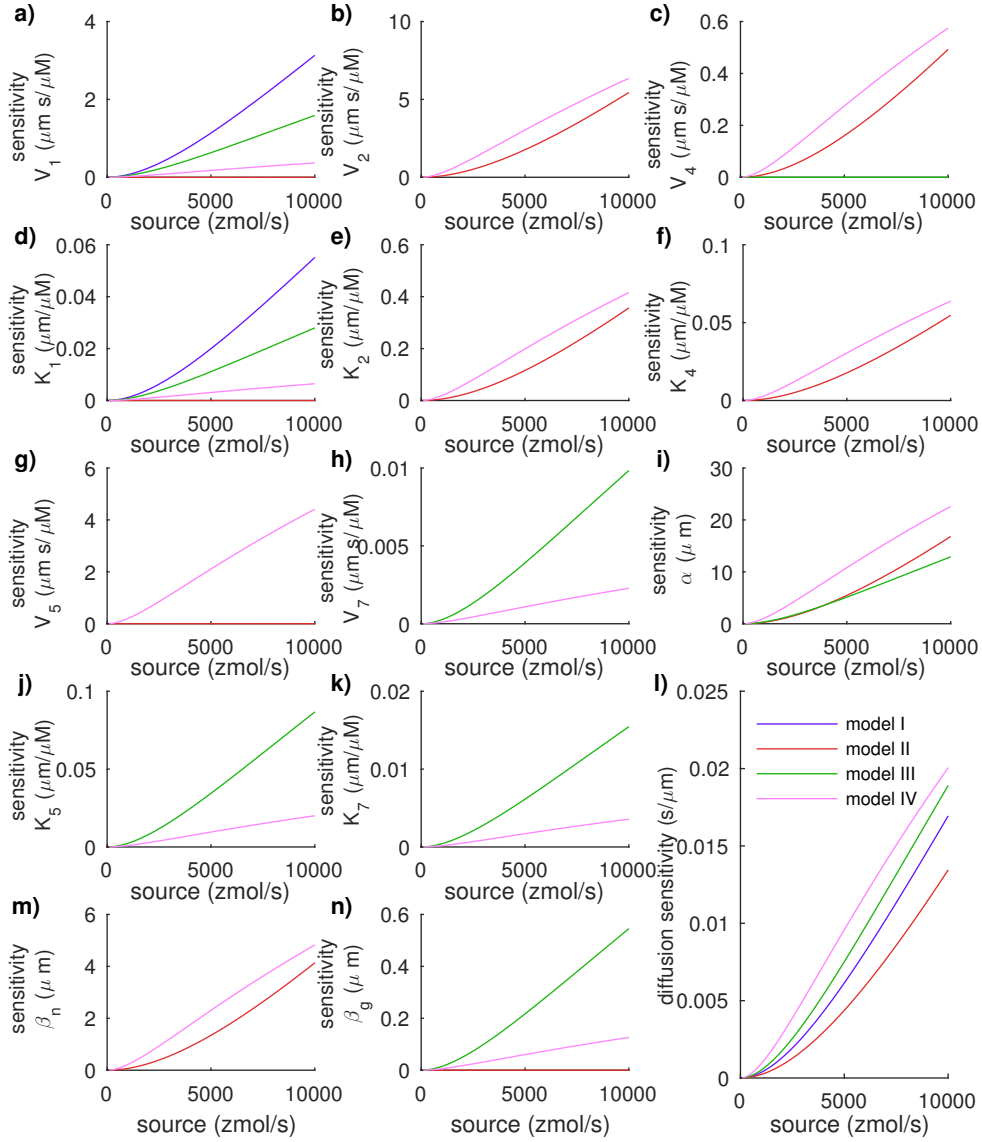 a)
sensitivity
V1 (μm s/μM)
4
2
0
0
5000
10000
source (zmol/s)
b)
sensitivity
V2 (μm s/μM)
10
5
0
0
5000
10000
source (zmol/s)
c)
sensitivity
V4 (μm s/μM)
0.6
0.4
0.2
0
0
5000
10000
source (zmol/s)
d)
sensitivity
K1 (μm/μM)
0.06
0.04
0.02
0
0
5000
10000
source (zmol/s)
e)
sensitivity
K2 (μm/μM)
0.6
0.4
0.2
0
0
5000
10000
source (zmol/s)
f)
sensitivity
K4 (μm/μM)
0.1
0.05
0
0
5000
10000
source (zmol/s)
g)
sensitivity
V5 (μm s/μM)
6
4
2
0
0
5000
10000
source (zmol/s)
h)
sensitivity
V7 (μm s/μM)
0.01
0.005
0
0
5000
10000
source (zmol/s)
i)
sensitivity
α (μ m)
30
20
10
0
0
5000
10000
source (zmol/s)
j)
sensitivity
K5 (μm/μM)
0.1
0.05
0
0
5000
10000
source (zmol/s)
k)
sensitivity
K7 (μm/μM)
0.02
0.01
0
0
5000
10000
source (zmol/s)
l)
diffusion sensitivity (s/μm)
0.025
0.02
0.015
0.01
0.005
0
model I
model II
model III
model IV
0
5000
10000
source (zmol/s)
m)
sensitivity
βn (μ m)
6
4
2
0
0
5000
10000
source (zmol/s)
n)
sensitivity
βg (μ m)
0.6
0.4
0.2
0
0
5000
10000
source (zmol/s)